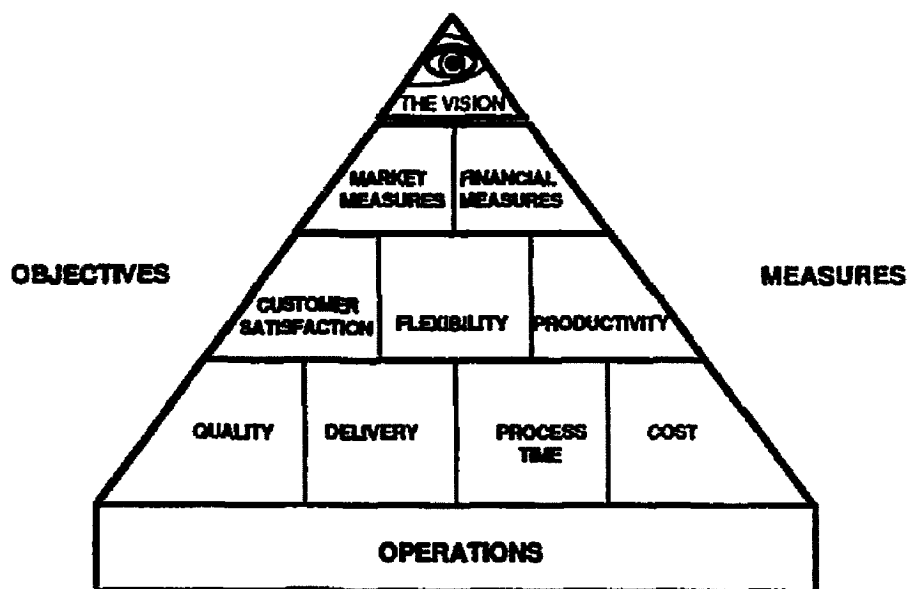 THE VISION
MARKET
MEASURES
FINANCIAL
MEASURES
OBJECTIVES
MEASURES
CUSTOMER
SATISFACTION
FLEXIBILITY
PRODUCTIVITY
QUALITY
DELIVERY
PROCESS
TIME
COST
OPERATIONS